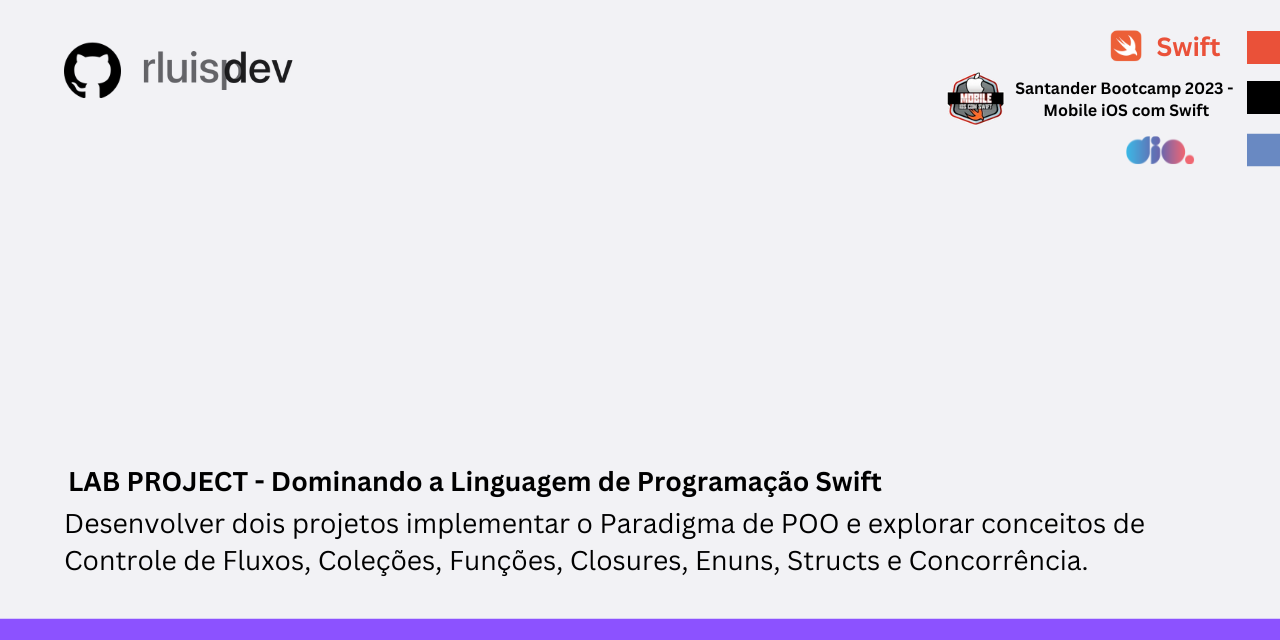 rluispdev
Swift
Santander Bootcamp 2023 -
Mobile iOS com Swift
MOBILE
IOS COM SWIFT
dio.
LAB PROJECT - Dominando a Linguagem de Programação Swift
Desenvolver dois projetos implementar o Paradigma de POO e explorar conceitos de
Controle de Fluxos, Coleções, Funções, Closures, Enuns, Structs e Concorrência.